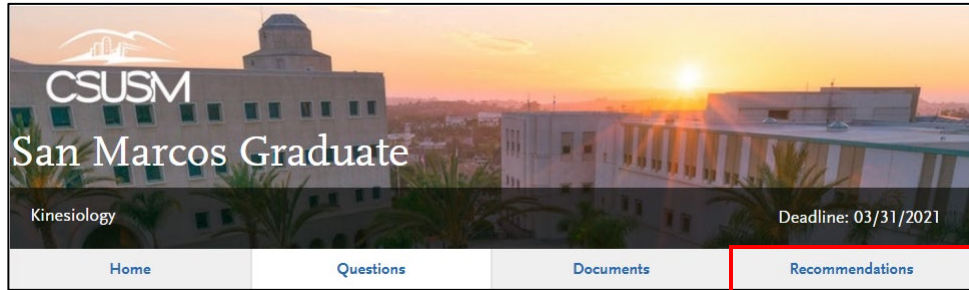 CSUSM
San Marcos Graduate
Kinesiology
Deadline: 03/31/2021
Home
Questions
Documents
Recommendations